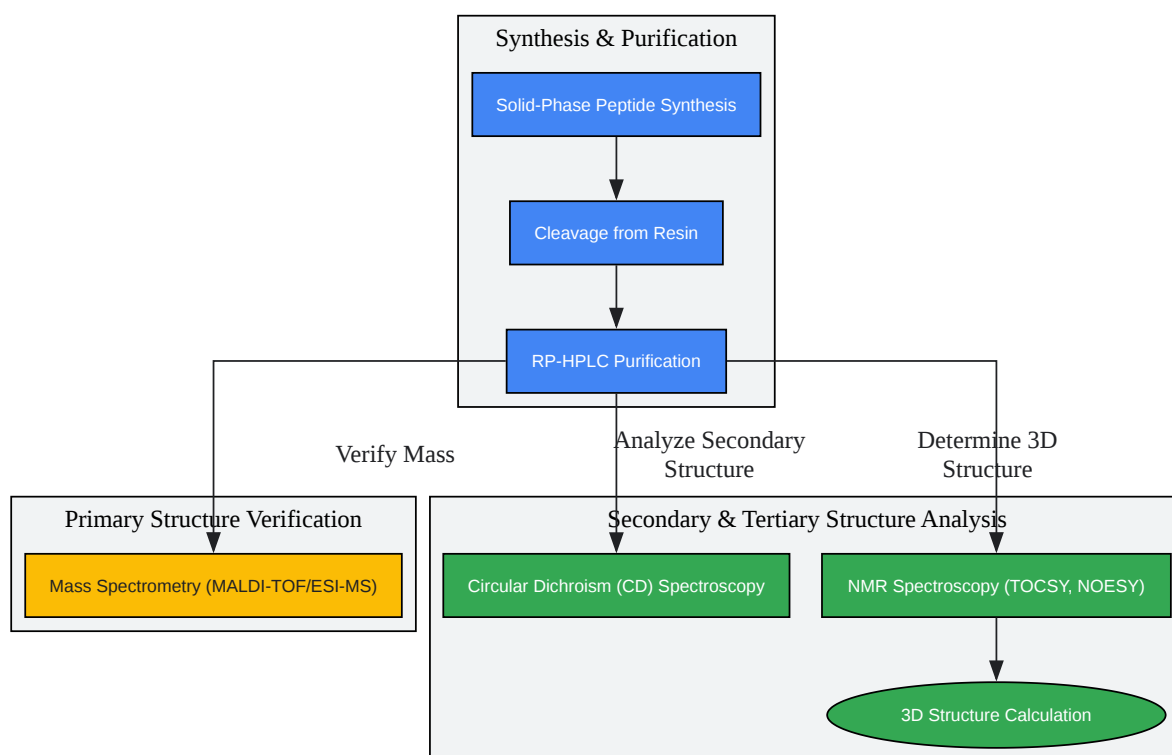 Synthesis & Purification
Solid-Phase Peptide Synthesis
Cleavage from Resin
RP-HPLC Purification
Verify Mass
Analyze Secondary
Structure
Determine 3D
Structure
Primary Structure Verification
Mass Spectrometry (MALDI-TOF/ESI-MS)
Secondary & Tertiary Structure Analysis
Circular Dichroism (CD) Spectroscopy
NMR Spectroscopy (TOCSY, NOESY)
3D Structure Calculation